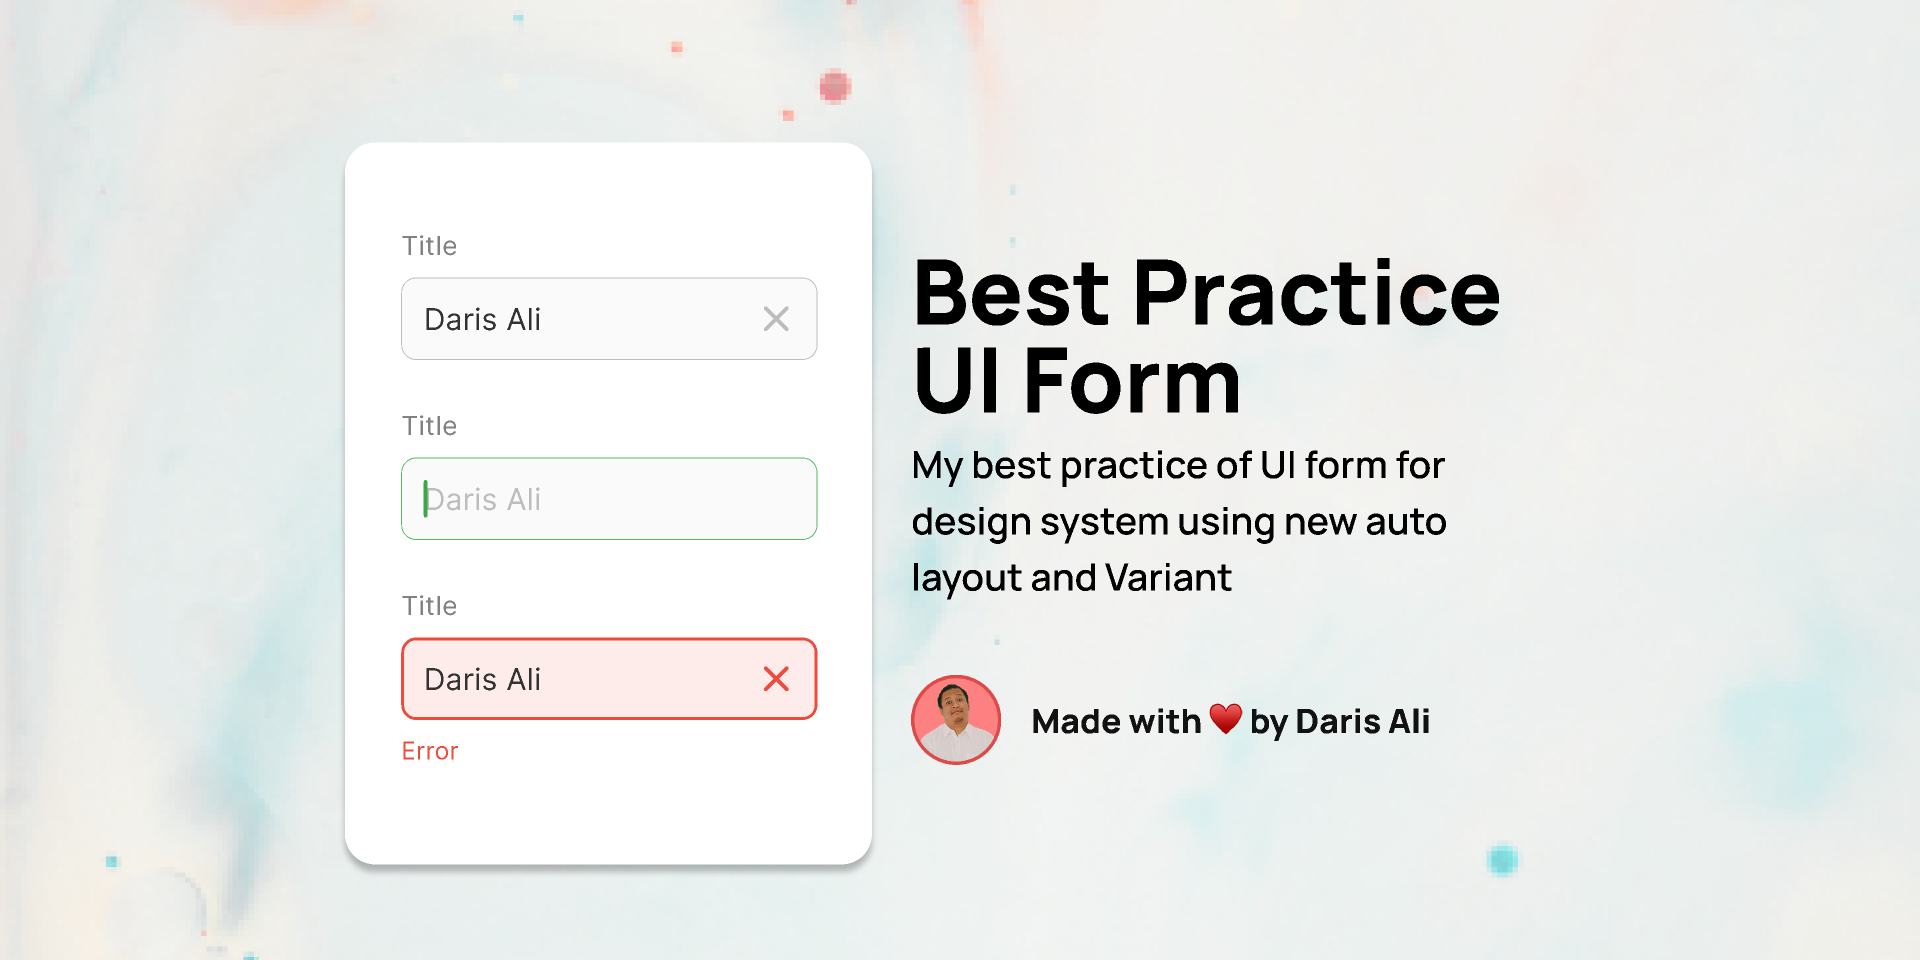 Title
Daris Ali
Title
Daris Ali
Title
Daris Ali
Error
Best Practice
UI Form
My best practice of UI form for
design system using new auto
layout and Variant
Made with ❤️ by Daris Ali